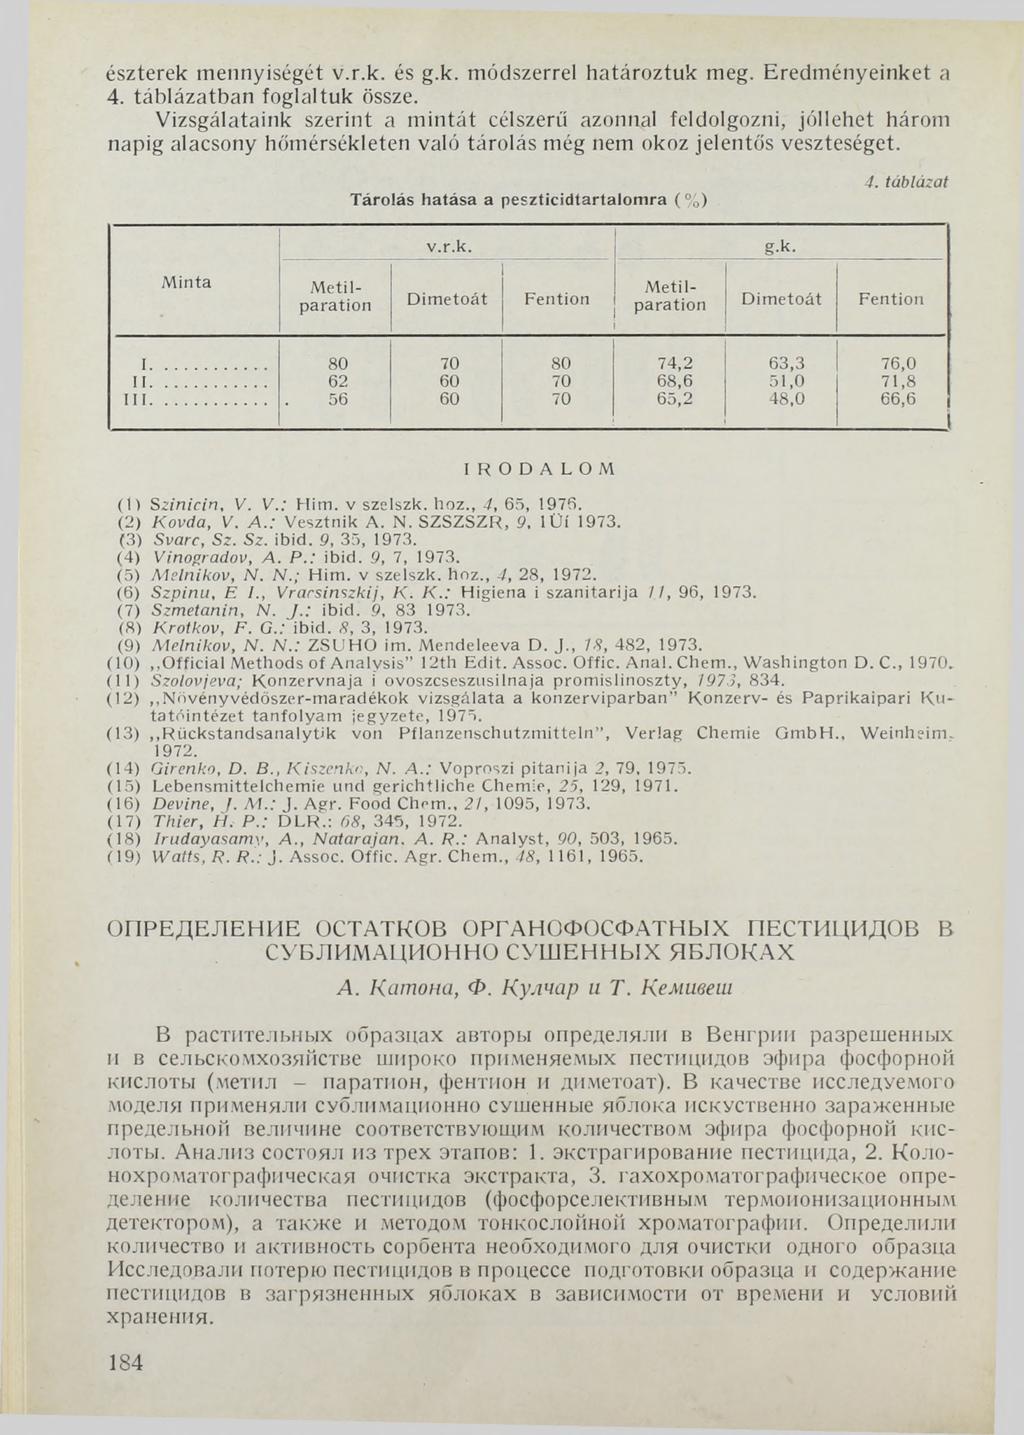 észterek mennyiségét v.r.k. és g.k. módszerrel határoztuk meg. Eredményeinket a
4. táblázatban foglaltuk össze.
Vizsgálataink szerint a mintát célszerű azonnal feldolgozni, jóllehet három
napig alacsony hőmérsékleten való tárolás még nem okoz jelentős veszteséget.
4. táblázat
Tárolás hatása a peszticidtartalomra (%)
Minta v.r.k. g.k.
Metil-paration Dimetoát Fention Metil-paration Dimetoát Fention
I. ........... 80 70 80 74,2 63,3 76,0
II. ........... 62 60 70 68,6 51,0 71,8
III. ........... 56 60 70 65,2 48,0 66,6
IRODALOM
(1) Szinicin, V. V.: Him. v szelszk. hoz., 4, 65, 1976.
(2) Kovda, V. A.: Vesztnik A. N. SZSZSZR, 9, 1973.
(3) Svarc, Sz. Sz. ibid. 9, 35, 1973.
(4) Vinogradov, A. P.: ibid. 9, 7, 1973.
(5) Melnikov, N. N.; Him. v szelszk. hoz., 4, 28, 1972.
(6) Szpinu, E I., Vracsinszkij, K. K.: Higiena i szanitarija 11, 96, 1973.
(7) Szmetanin, N. J.: ibid. 9, 83 1973.
(8) Krotkov, F. G.: ibid. 8, 3, 1973.
(9) Melnikov, N. N.: ZSUHO im. Mendeleeva D. J., 18, 482, 1973.
(10) ,,Official Methods of Analysis” 12th Edit. Assoc. Offic. Anal. Chem., Washington D. C., 1970.
(11) Szolovjeva; Konzervnaja i ovoszcseszusilnaja promislinoszty, 1973, 834.
(12) ,,Növényvédőszer-maradékok vizsgálata a konzerviparban” Konzerv- és Paprikaipari Ku-
tatóintézet tanfolyam jegyzete, 1975.
(13) ,,Rückstandsanalytik von Pflanzenschutzmitteln”, Verlag Chemie GmbH., Weinheim,
1972.
(14) Girenko, D. B., Kiszenko, N. A.: Voproszi pitanija 2, 79, 1975.
(15) Lebensmittelchemie und gerichtliche Chemie, 25, 129, 1971.
(16) Devine, J. M.: J. Agr. Food Chem., 21, 1095, 1973.
(17) Thier, H. P.: DLR.: 68, 345, 1972.
(18) Irudayasamy, A., Natarajan, A. R.: Analyst, 90, 503, 1965.
(19) Watts, R. R.: J. Assoc. Offic. Agr. Chem., 48, 1161, 1965.
ОПРЕДЕЛЕНИЕ ОСТАТКОВ ОРГАНОФОСФАТНЫХ ПЕСТИЦИДОВ В
СУБЛИМАЦИОННО СУШЕННЫХ ЯБЛОКАХ
А. Катона, Ф. Кулчар и Т. Кемивеш
В растительных образцах авторы определяли в Венгрии разрешенных
и в сельскомхозяйстве широко применяемых пестицидов эфира фосфорной
кислоты (метил – паратион, фентион и диметоат). В качестве исследуемого
моделя применяли сублимационно сушенные яблока искуственно зараженные
предельной величине соответствующим количеством эфира фосфорной кис-
лоты. Анализ состоял из трех этапов: 1. экстрагирование пестицида, 2. Коло-
нохроматографическая очистка экстракта, 3. гахохроматографическое опре-
деление количества пестицидов (фосфорселективным термоионизационным
детектором), а также и методом тонкослойной хроматографии. Определили
количество и активность сорбента необходимого для очистки одного образца
Исследовали потерю пестицидов в процессе подготовки образца и содержание
пестицидов в загрязненных яблоках в зависимости от времени и условий
хранения.
184